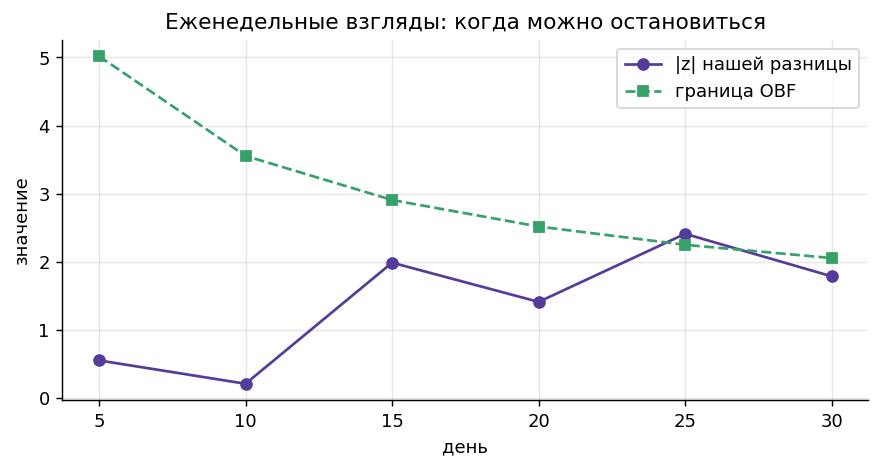 Еженедельные взгляды: когда можно остановиться
|z| нашей разницы
граница OBF
значение
5
4
3
2
1
0
5 10 15 20 25 30
день